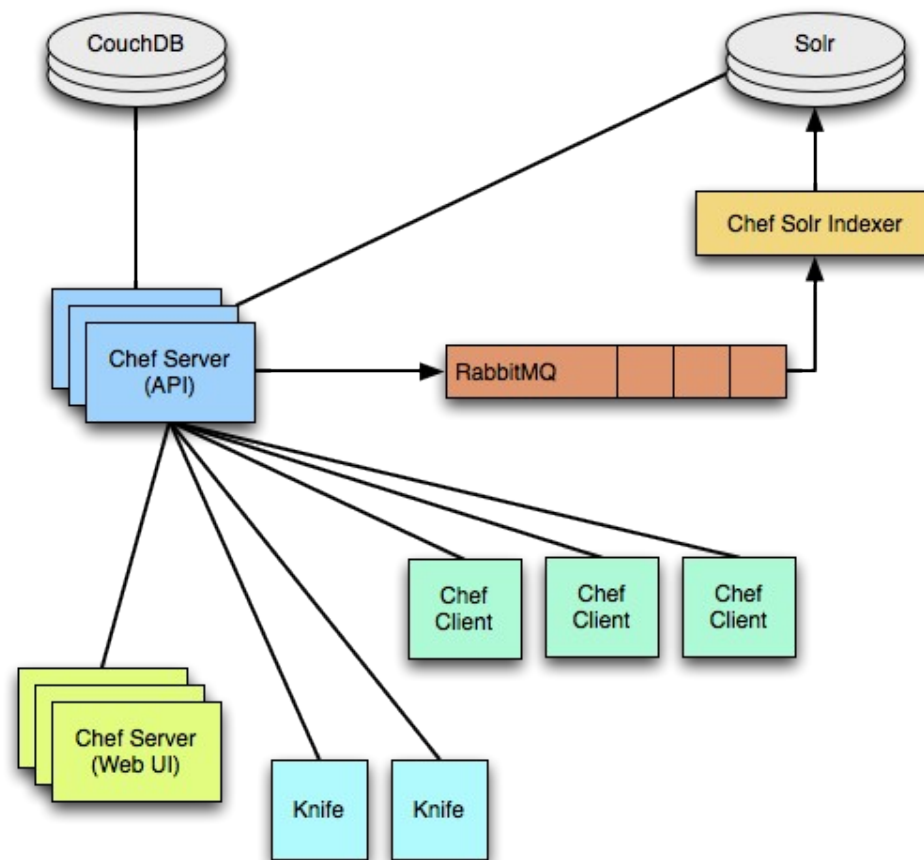 CouchDB
Solr
Chef Solr Indexer
Chef Server
(API)
RabbitMQ
Chef
Client
Chef
Client
Chef
Client
Chef Server
(Web UI)
Knife
Knife